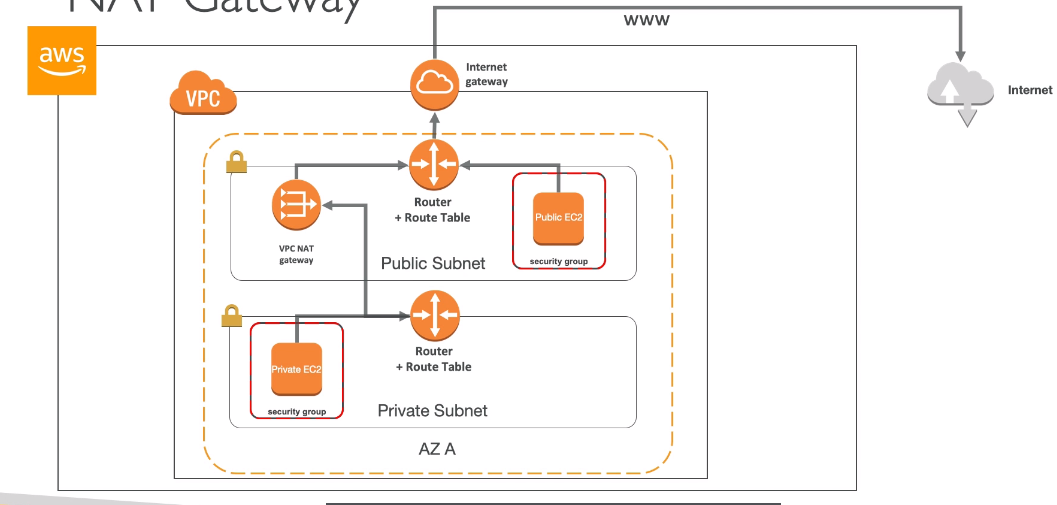 NAT Gateway
www
aws
Internet
gateway
Internet
VPC
Router
+ Route Table
Public EC2
VPC NAT
gateway
Public Subnet
security group
Router
+ Route Table
Private EC2
security group
Private Subnet
AZ A